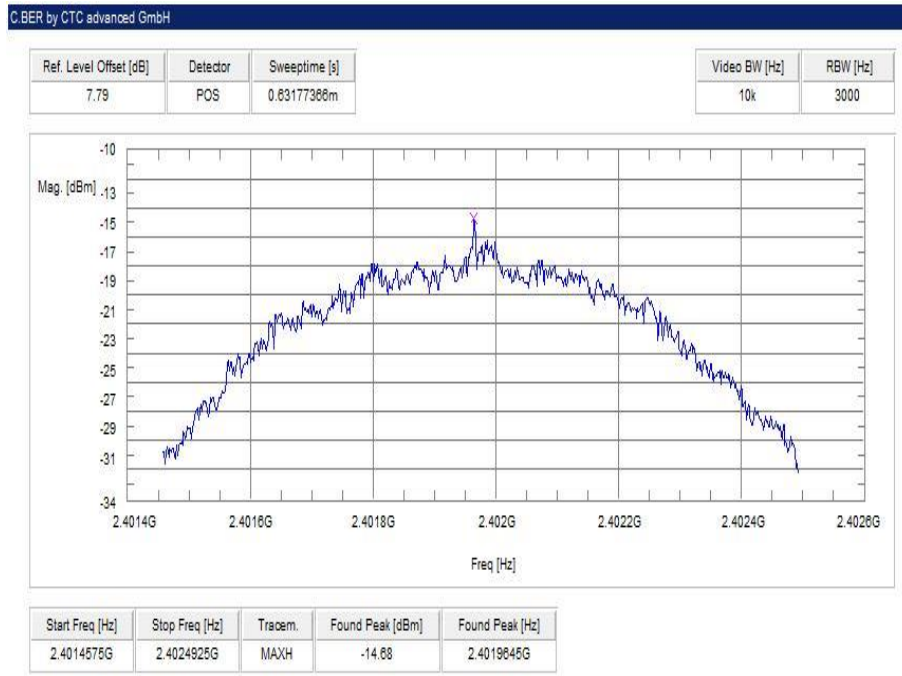 C.BER by CTC advanced GmbH
Ref. Level Offset [dB] Detector Sweeptime [s] Video BW [Hz] RBW [Hz]
7.79 POS 0.63177366m 10k 3000
-10
Mag. [dBm] -13
-15
-17
-19
-21
-23
-25
-27
-29
-31
-34
2.4014G 2.4016G 2.4018G 2.402G 2.4022G 2.4024G 2.4026G
Freq [Hz]
Start Freq [Hz] Stop Freq [Hz] Tracem. Found Peak [dBm] Found Peak [Hz]
2.4014575G 2.4024925G MAXH -14.68 2.4019645G